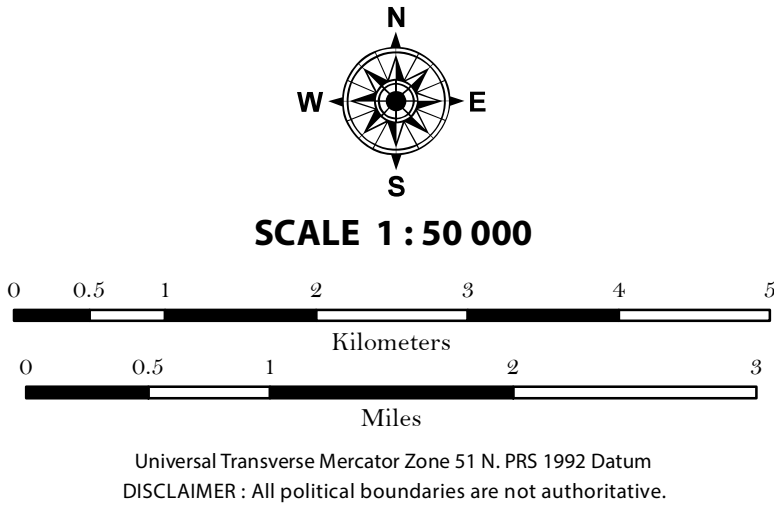 N
W E
S
SCALE 1 : 50 000
0 0.5 1 2 3 4 5
Kilometers
0 0.5 1 2 3
Miles
Universal Transverse Mercator Zone 51 N. PRS 1992 Datum
DISCLAIMER : All political boundaries are not authoritative.